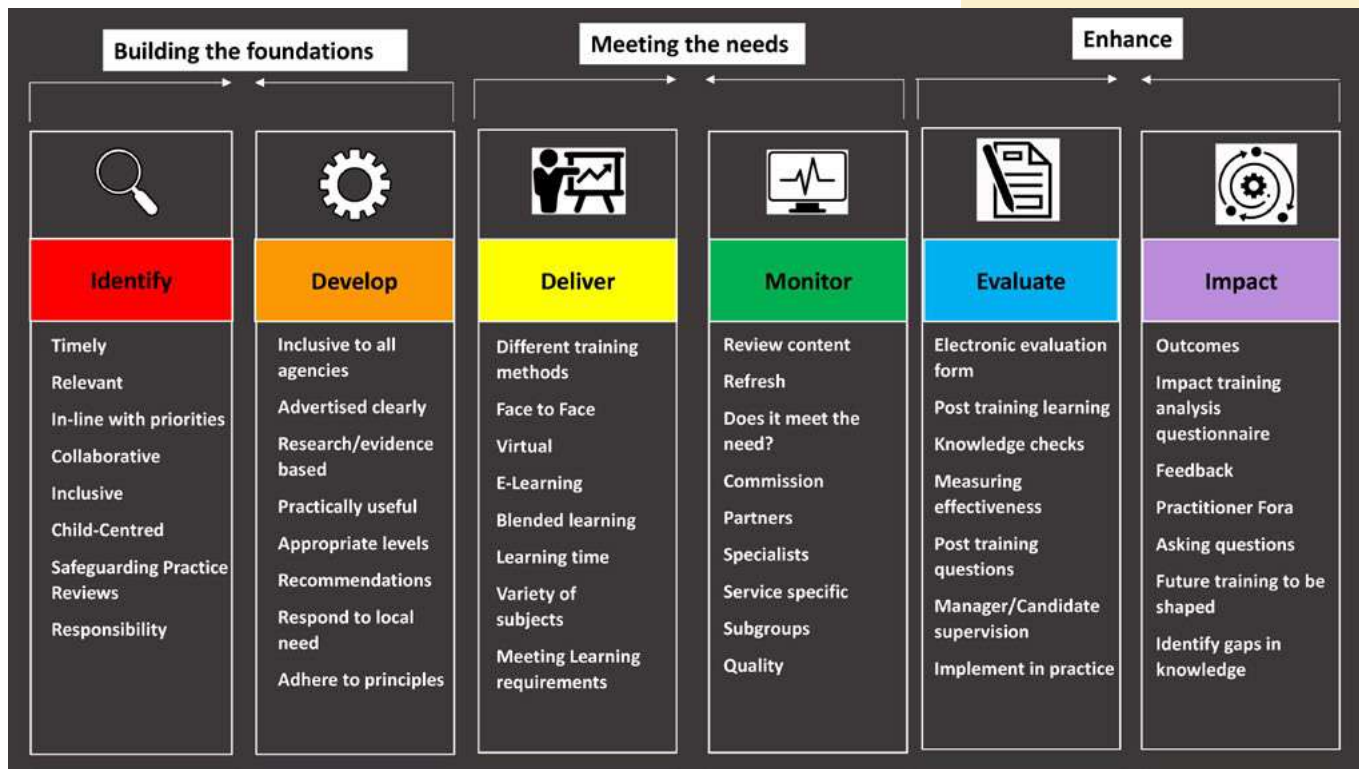 Building the foundations
Meeting the needs
Enhance
Identify
Timely
Relevant
In-line with priorities
Collaborative
Inclusive
Child-Centred
Safeguarding Practice
Reviews
Responsibility
Develop
Inclusive to all
agencies
Advertised clearly
Research/evidence
based
Practically useful
Appropriate levels
Recommendations
Respond to local
need
Adhere to principles
Deliver
Different training
methods
Face to Face
Virtual
E-Learning
Blended learning
Learning time
Variety of
subjects
Meeting Learning
requirements
Monitor
Review content
Refresh
Does it meet the
need?
Commission
Partners
Specialists
Service specific
Subgroups
Quality
Evaluate
Electronic evaluation
form
Post training learning
Knowledge checks
Measuring
effectiveness
Post training
questions
Manager/Candidate
supervision
Implement in practice
Impact
Outcomes
Impact training
analysis
questionnaire
Feedback
Practitioner Fora
Asking questions
Future training to be
shaped
Identify gaps in
knowledge